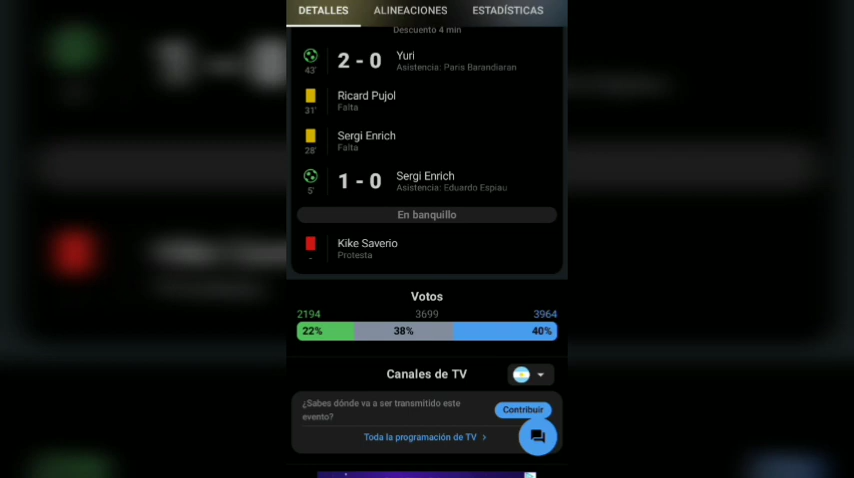 DETALLES ALINEACIONES ESTADÍSTICAS
Descuento 4 min
43' 2 - 0 Yuri
Asistencia: Paris Barandiaran
31' Ricard Pujol
Falta
28' Sergi Enrich
Falta
5' 1 - 0 Sergi Enrich
Asistencia: Eduardo Espiau
En banquillo
Kike Saverio
- Protesta
Votos
2194 3699 3964
22% 38% 40%
Canales de TV
¿Sabes dónde va a ser transmitido este
evento?
Contribuir
Toda la programación de TV >